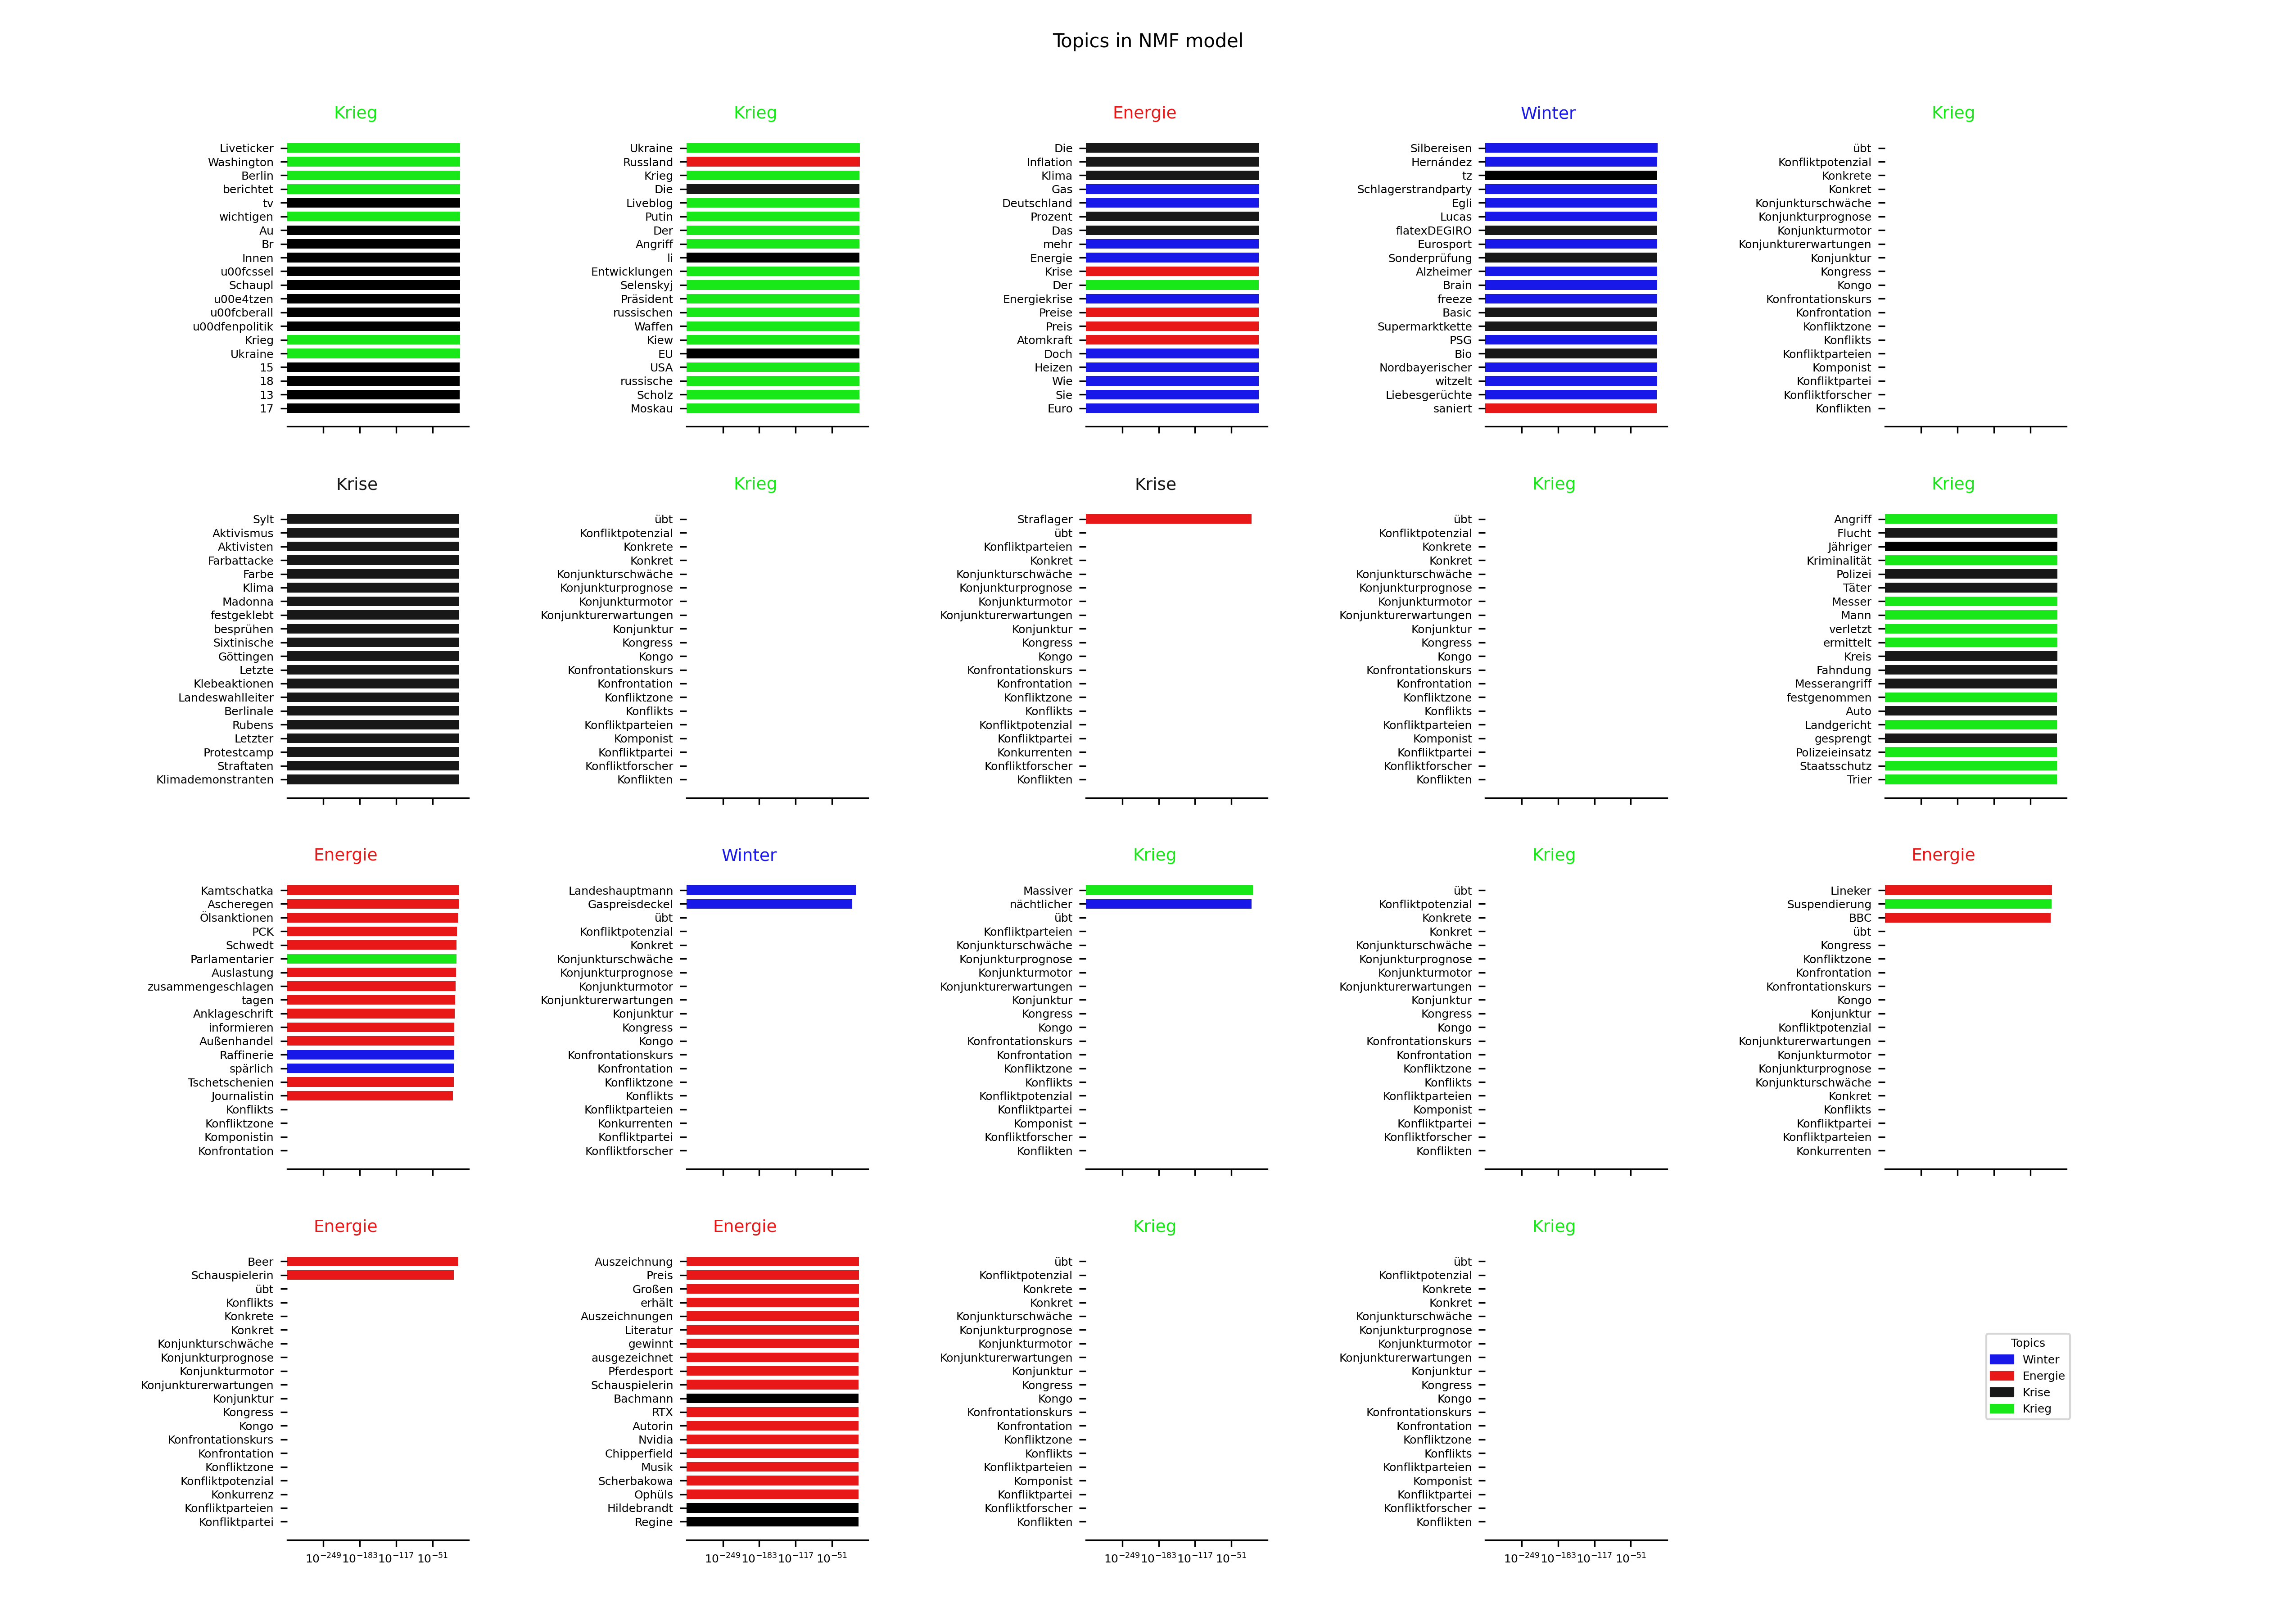 Topics in NMF model
Krieg
Liveticker
Washington
Berlin
berichtet
tv
wichtigen
Au
Br
Innen
u00fcssel
Schaupl
u00e4tzen
u00fcberall
u00dfenpolitik
Krieg
Ukraine
15
18
13
17
Krieg
Ukraine
Russland
Krieg
Die
Liveblog
Putin
Der
Angriff
li
Entwicklungen
Selenskyj
Präsident
russischen
Waffen
Kiew
EU
USA
russische
Scholz
Moskau
Energie
Die
Inflation
Klima
Gas
Deutschland
Prozent
Das
mehr
Energie
Krise
Der
Energiekrise
Preise
Preis
Atomkraft
Doch
Heizen
Wie
Sie
Euro
Winter
Silbereisen
Hernández
tz
Schlagerstrandparty
Egli
Lucas
flatexDEGIRO
Eurosport
Sonderprüfung
Alzheimer
Brain
freeze
Basic
Supermarktkette
PSG
Bio
Nordbayerischer
witzelt
Liebesgerüchte
saniert
Krieg
übt
Konfliktpotenzial
Konkrete
Konkret
Konjunkturschwäche
Konjunkturprognose
Konjunkturmotor
Konjunkturerwartungen
Konjunktur
Kongress
Kongo
Konfrontationskurs
Konfrontation
Konfliktzone
Konflikts
Konfliktparteien
Komponist
Konfliktpartei
Konfliktforscher
Konflikten
Krise
Sylt
Aktivismus
Aktivisten
Farbattacke
Farbe
Klima
Madonna
festgeklebt
besprühen
Sixtinische
Göttingen
Letzte
Klebeaktionen
Landeswahlleiter
Berlinale
Rubens
Letzter
Protestcamp
Straftaten
Klimademonstranten
Krieg
übt
Konfliktpotenzial
Konkrete
Konkret
Konjunkturschwäche
Konjunkturprognose
Konjunkturmotor
Konjunkturerwartungen
Konjunktur
Kongress
Kongo
Konfrontationskurs
Konfrontation
Konfliktzone
Konflikts
Konfliktparteien
Komponist
Konfliktpartei
Konfliktforscher
Konflikten
Krise
Straflager
übt
Konfliktparteien
Konkret
Konjunkturschwäche
Konjunkturprognose
Konjunkturmotor
Konjunkturerwartungen
Konjunktur
Kongress
Kongo
Konfrontationskurs
Konfrontation
Konfliktzone
Konflikts
Konfliktpotenzial
Konfliktpartei
Konkurrenten
Konfliktforscher
Konflikten
Krieg
übt
Konfliktpotenzial
Konkrete
Konkret
Konjunkturschwäche
Konjunkturprognose
Konjunkturmotor
Konjunkturerwartungen
Konjunktur
Kongress
Kongo
Konfrontationskurs
Konfrontation
Konfliktzone
Konflikts
Konfliktparteien
Komponist
Konfliktpartei
Konfliktforscher
Konflikten
Krieg
Angriff
Flucht
Jähriger
Kriminalität
Polizei
Täter
Messer
Mann
verletzt
ermittelt
Kreis
Fahndung
Messerangriff
festgenommen
Auto
Landgericht
gesprengt
Polizeieinsatz
Staatsschutz
Trier
Energie
Kamtschatka
Ascheregen
Ölsanktionen
PCK
Schwedt
Parlamentarier
Auslastung
zusammengeschlagen
tagen
Anklageschrift
informieren
Außenhandel
Raffinerie
spärlich
Tschetschenien
Journalistin
Konflikts
Konfliktzone
Komponistin
Konfrontation
Winter
Landeshauptmann
Gaspreisdeckel
übt
Konfliktpotenzial
Konkret
Konjunkturschwäche
Konjunkturprognose
Konjunkturmotor
Konjunkturerwartungen
Konjunktur
Kongress
Kongo
Konfrontationskurs
Konfrontation
Konfliktzone
Konflikts
Konfliktparteien
Konkurrenten
Konfliktpartei
Konfliktforscher
Krieg
Massiver
nächtlicher
übt
Konfliktparteien
Konjunkturschwäche
Konjunkturprognose
Konjunkturmotor
Konjunkturerwartungen
Konjunktur
Kongress
Kongo
Konfrontationskurs
Konfrontation
Konfliktzone
Konflikts
Konfliktpotenzial
Konfliktpartei
Komponist
Konfliktforscher
Konflikten
Krieg
übt
Konfliktpotenzial
Konkrete
Konkret
Konjunkturschwäche
Konjunkturprognose
Konjunkturmotor
Konjunkturerwartungen
Konjunktur
Kongress
Kongo
Konfrontationskurs
Konfrontation
Konfliktzone
Konflikts
Konfliktparteien
Komponist
Konfliktpartei
Konfliktforscher
Konflikten
Energie
Lineker
Suspendierung
BBC
übt
Kongress
Konfliktzone
Konfrontation
Konfrontationskurs
Kongo
Konjunktur
Konfliktpotenzial
Konjunkturerwartungen
Konjunkturmotor
Konjunkturprognose
Konjunkturschwäche
Konkret
Konflikts
Konfliktpartei
Konfliktparteien
Konkurrenten
Energie
Beer
Schauspielerin
übt
Konflikts
Konkrete
Konkret
Konjunkturschwäche
Konjunkturprognose
Konjunkturmotor
Konjunkturerwartungen
Konjunktur
Kongress
Kongo
Konfrontationskurs
Konfrontation
Konfliktzone
Konfliktpotenzial
Konkurrenz
Konfliktparteien
Konfliktpartei
10⁻²⁴⁹ 10⁻¹⁸³ 10⁻¹¹⁷ 10⁻⁵¹
Energie
Auszeichnung
Preis
Großen
erhält
Auszeichnungen
Literatur
gewinnt
ausgezeichnet
Pferdesport
Schauspielerin
Bachmann
RTX
Autorin
Nvidia
Chipperfield
Musik
Scherbakowa
Ophüls
Hildebrandt
Regine
10⁻²⁴⁹ 10⁻¹⁸³ 10⁻¹¹⁷ 10⁻⁵¹
Krieg
übt
Konfliktpotenzial
Konkrete
Konkret
Konjunkturschwäche
Konjunkturprognose
Konjunkturmotor
Konjunkturerwartungen
Konjunktur
Kongress
Kongo
Konfrontationskurs
Konfrontation
Konfliktzone
Konflikts
Konfliktparteien
Komponist
Konfliktpartei
Konfliktforscher
Konflikten
10⁻²⁴⁹ 10⁻¹⁸³ 10⁻¹¹⁷ 10⁻⁵¹
Krieg
übt
Konfliktpotenzial
Konkrete
Konkret
Konjunkturschwäche
Konjunkturprognose
Konjunkturmotor
Konjunkturerwartungen
Konjunktur
Kongress
Kongo
Konfrontationskurs
Konfrontation
Konfliktzone
Konflikts
Konfliktparteien
Komponist
Konfliktpartei
Konfliktforscher
Konflikten
10⁻²⁴⁹ 10⁻¹⁸³ 10⁻¹¹⁷ 10⁻⁵¹
Topics
Winter
Energie
Krise
Krieg